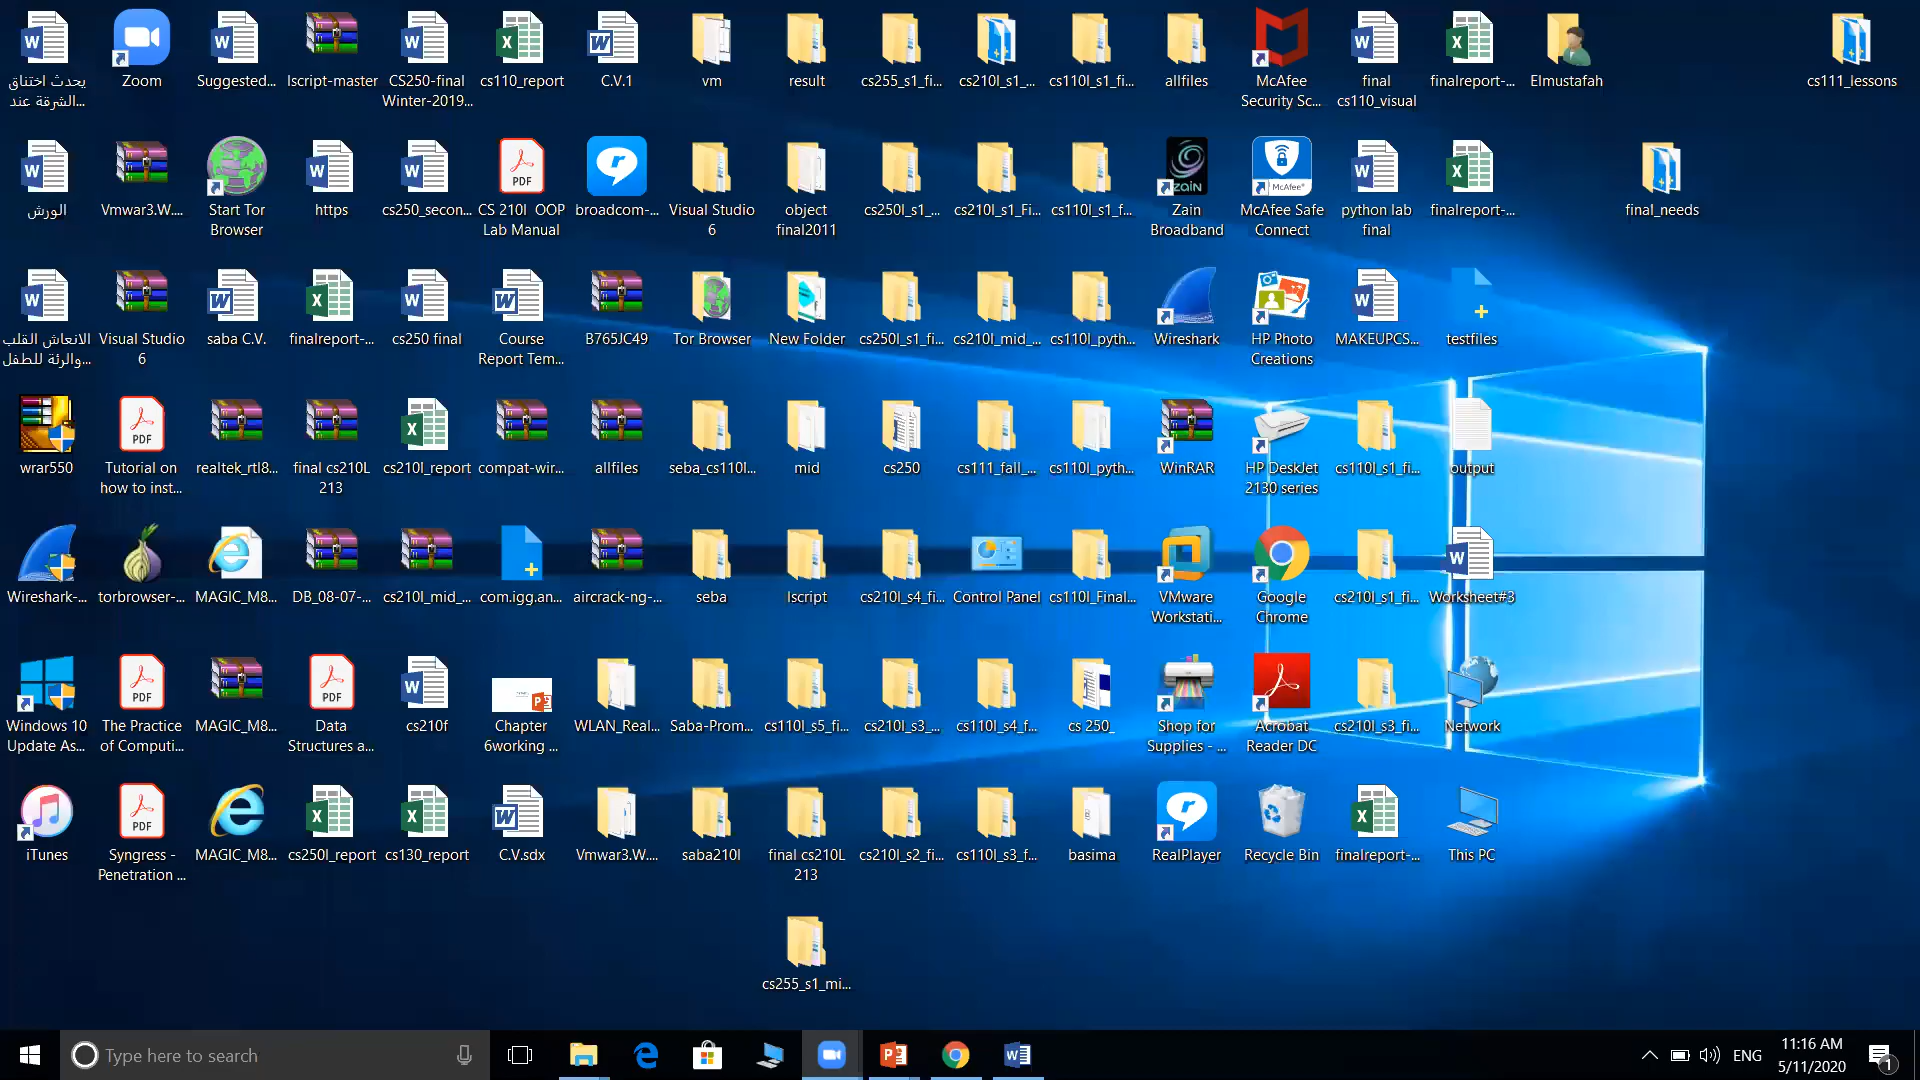 يحدث اختناق
الشرقة عند...
Zoom
Suggested...
lscript-master
CS250-final
Winter-2019...
cs110_report
C.V.1
vm
result
cs255_s1_fi...
cs210l_s1_...
cs110l_s1_fi...
allfiles
McAfee
Security Sc...
final
cs110_visual
finalreport-...
Elmustafah
cs111_lessons
الورش
Vmwar3.W....
Start Tor
Browser
https
cs250_secon...
CS 210l  OOP
Lab Manual
broadcom-...
Visual Studio
6
object
final2011
cs250l_s1_...
cs210l_s1_Fi...
cs110l_s1_f...
Zain
Broadband
McAfee Safe
Connect
python lab
final
finalreport-...
final_needs
الانعاش القلب
والرئة للطفل...
Visual Studio
6
saba C.V.
finalreport-...
cs250 final
Course
Report Tem...
B765JC49
Tor Browser
New Folder
cs250l_s1_fi...
cs210l_mid_...
cs110l_pyth...
Wireshark
HP Photo
Creations
MAKEUPCS...
testfiles
wrar550
Tutorial on
how to inst...
realtek_rtl8...
final cs210L
213
cs210l_report
compat-wir...
allfiles
seba_cs110l...
mid
cs250
cs111_fall_...
cs110l_pyth...
WinRAR
HP DeskJet
2130 series
cs110l_s1_fi...
output
Wireshark-...
torbrowser-...
MAGIC_M8...
DB_08-07-...
cs210l_mid_...
com.igg.an...
aircrack-ng-...
seba
lscript
cs210l_s4_fi...
Control Panel
cs110l_Final...
VMware
Workstati...
Google
Chrome
cs210l_s1_fi...
Worksheet#3
Windows 10
Update As...
The Practice
of Computi...
MAGIC_M8...
Data
Structures a...
cs210f
Chapter
6working ...
WLAN_Real...
Saba-Prom...
cs110l_s5_fi...
cs210l_s3_...
cs110l_s4_f...
cs 250_
Shop for
Supplies - ...
Acrobat
Reader DC
cs210l_s3_fi...
Network
iTunes
Syngress -
Penetration ...
MAGIC_M8...
cs250l_report
cs130_report
C.V.sdx
Vmwar3.W....
saba210l
final cs210L
213
cs210l_s2_fi...
cs110l_s3_f...
basima
RealPlayer
Recycle Bin
finalreport-...
This PC
cs255_s1_mi...
Type here to search
ENG
11:16 AM
5/11/2020
1